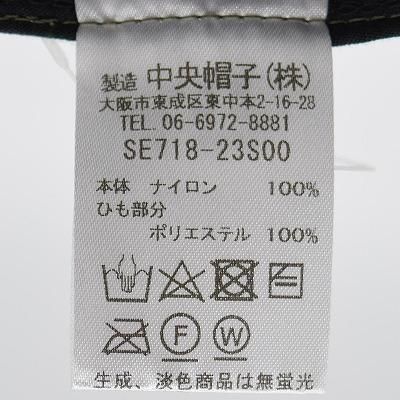 製造 中央帽子(株)
大阪市東成区東中本2-16-28
TEL. 06-6972-8881
SE718-23S00
本体 ナイロン 100%
ひも部分
ポリエステル 100%
F W
生成、淡色商品は無蛍光